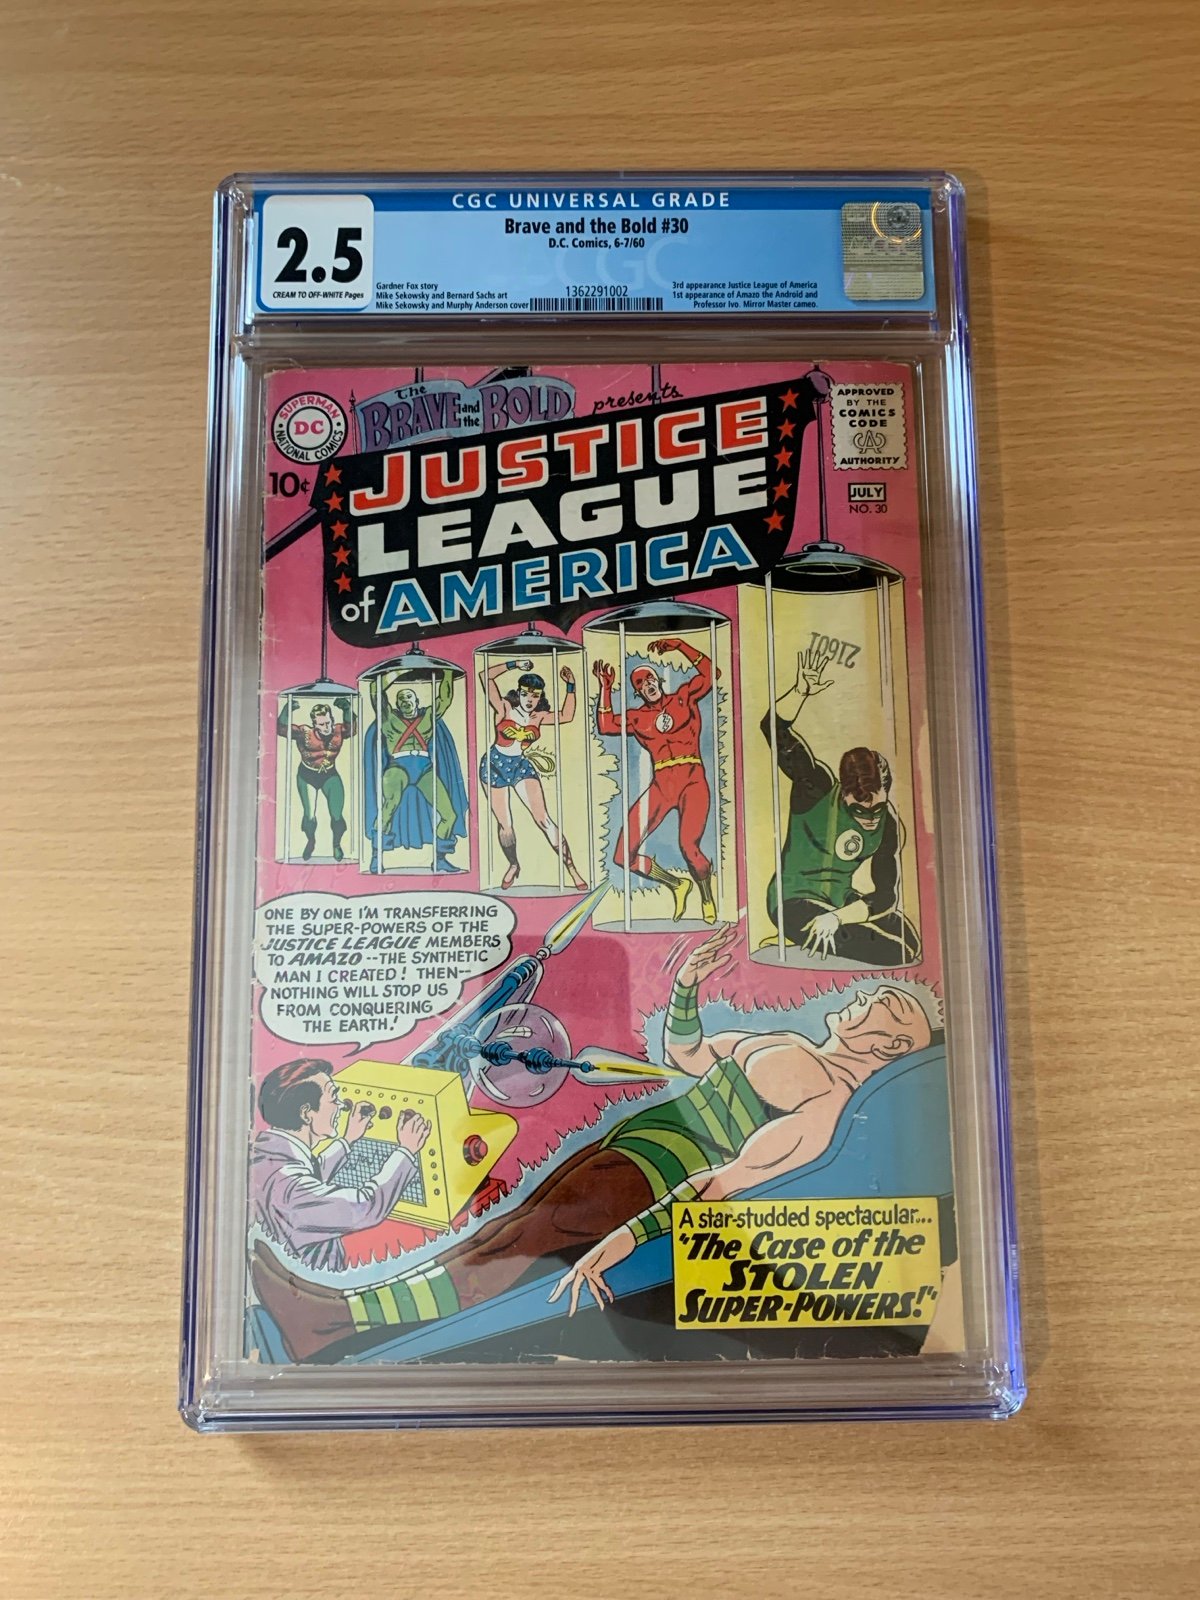 CGC UNIVERSAL GRADE
2.5
CREAM TO OFF-WHITE Pages
Brave and the Bold #30
D.C. Comics, 6-7/60
Gardner Fox story
Mike Sekowsky and Bernard Sachs art
Mike Sekowsky and Murphy Anderson cover
1362291002
3rd appearance Justice League of America
1st appearance of Amazo the Android and
Professor Ivo. Mirror Master cameo.
CGC
CGC
SUPERMAN
DC
NATIONAL COMICS
10¢
The
BRAVE and the BOLD
presents
JUSTICE
LEAGUE
of AMERICA
APPROVED
BY THE
COMICS
CODE
CA
AUTHORITY
JULY
NO. 30
21601
ONE BY ONE I'M TRANSFERRING
THE SUPER-POWERS OF THE
JUSTICE LEAGUE MEMBERS
TO AMAZO--THE SYNTHETIC
MAN I CREATED! THEN--
NOTHING WILL STOP US
FROM CONQUERING
THE EARTH!
A star-studded spectacular...
"The Case of the
STOLEN
SUPER-POWERS!"